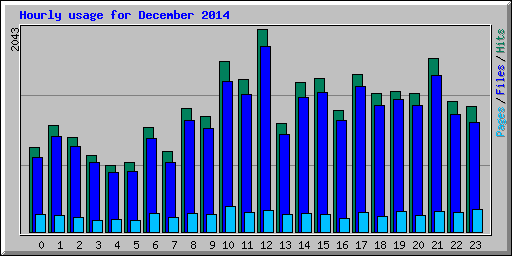 Hourly usage for December 2014
2043
Pages/Files/Hits
0 1 2 3 4 5 6 7 8 9 10 11 12 13 14 15 16 17 18 19 20 21 22 23